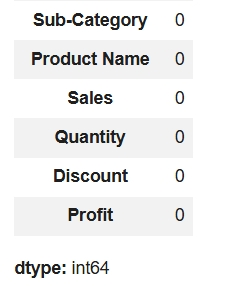 Sub-Category 0
Product Name 0
Sales 0
Quantity 0
Discount 0
Profit 0
dtype: int64